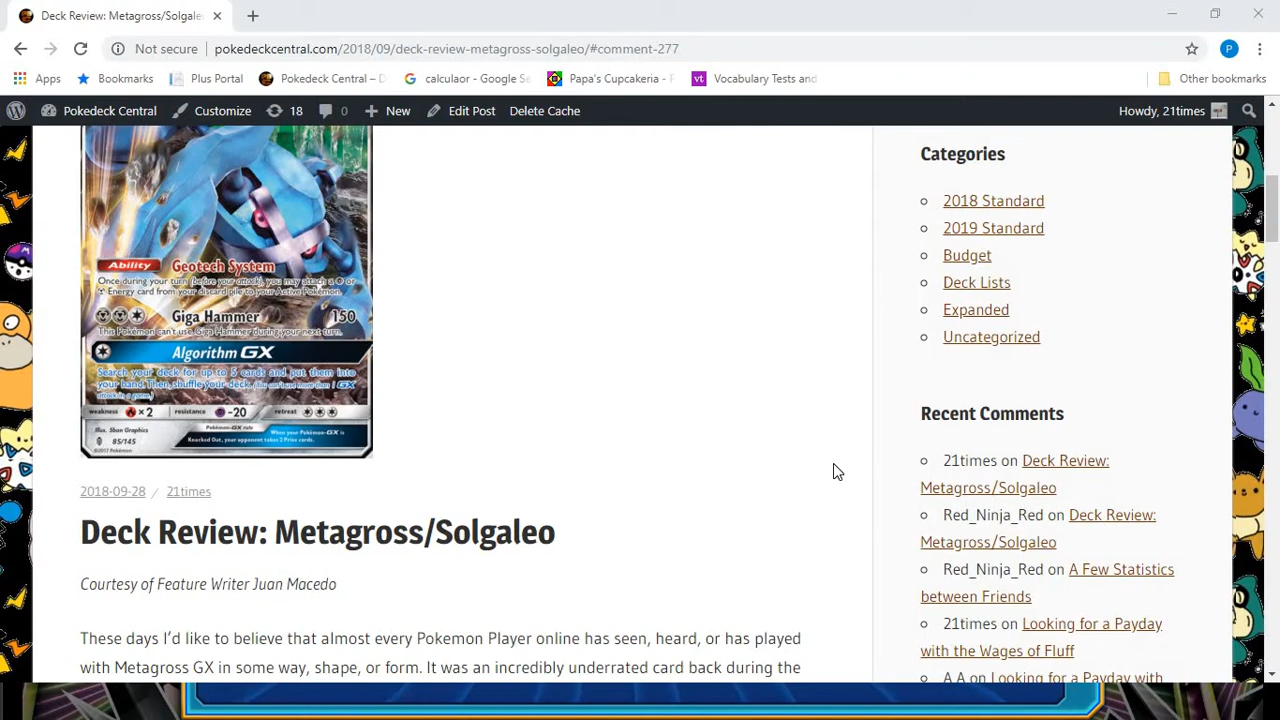 Deck Review: Metagross/Solgaleo
Not secure | pokedeckcentral.com/2018/09/deck-review-metagross-solgaleo/#comment-277 P
Apps Bookmarks Plus Portal Pokedeck Central – D calculaor - Google Se Papa's Cupcakeria - F vt Vocabulary Tests and Other bookmarks
Pokedeck Central Customize 18 0 New Edit Post Delete Cache Howdy, 21times
Ability Geotech System
Once during your turn (before your attack), you may attach a or
Energy card from your discard pile to your Active Pokémon.
Giga Hammer 150
This Pokémon can't use Giga Hammer during your next turn.
Algorithm GX
Search your deck for up to 5 cards and put them into
your hand. Then, shuffle your deck. (You can't use more than 1 GX
attack in a game.)
weakness ×2 resistance -20 retreat
Illus. 5ban Graphics
Pokémon-GX rule
When your Pokémon-GX is
Knocked Out, your opponent takes 2 Prize cards.
85/145
©2017 Pokémon
2018-09-28 / 21times
Deck Review: Metagross/Solgaleo
Courtesy of Feature Writer Juan Macedo
These days I'd like to believe that almost every Pokemon Player online has seen, heard, or has played
with Metagross GX in some way, shape, or form. It was an incredibly underrated card back during the
Categories
2018 Standard
2019 Standard
Budget
Deck Lists
Expanded
Uncategorized
Recent Comments
21times on Deck Review:
Metagross/Solgaleo
Red_Ninja_Red on Deck Review:
Metagross/Solgaleo
Red_Ninja_Red on A Few Statistics
between Friends
21times on Looking for a Payday
with the Wages of Fluff
A A on Looking for a Payday with